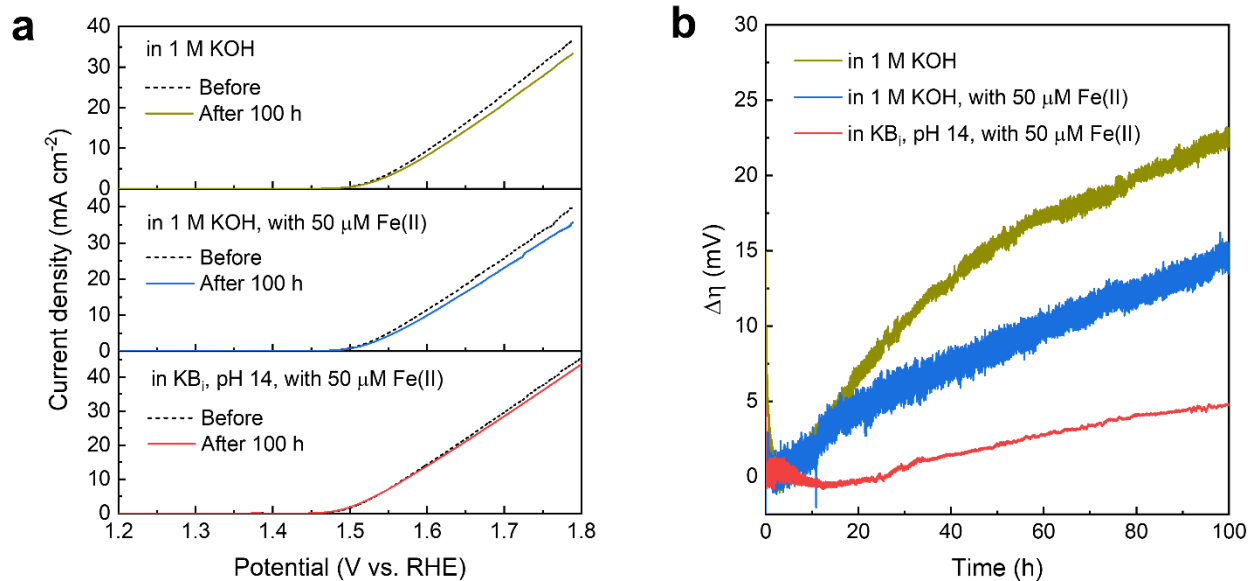 a
in 1 M KOH
Before
After 100 h
in 1 M KOH, with 50 μM Fe(II)
Before
After 100 h
in KBi, pH 14, with 50 μM Fe(II)
Before
After 100 h
Current density (mA cm⁻²)
40
30
20
10
0
40
30
20
10
0
40
30
20
10
0
1.2 1.3 1.4 1.5 1.6 1.7 1.8
Potential (V vs. RHE)
b
in 1 M KOH
in 1 M KOH, with 50 μM Fe(II)
in KBi, pH 14, with 50 μM Fe(II)
Δη (mV)
30
25
20
15
10
5
0
0 20 40 60 80 100
Time (h)